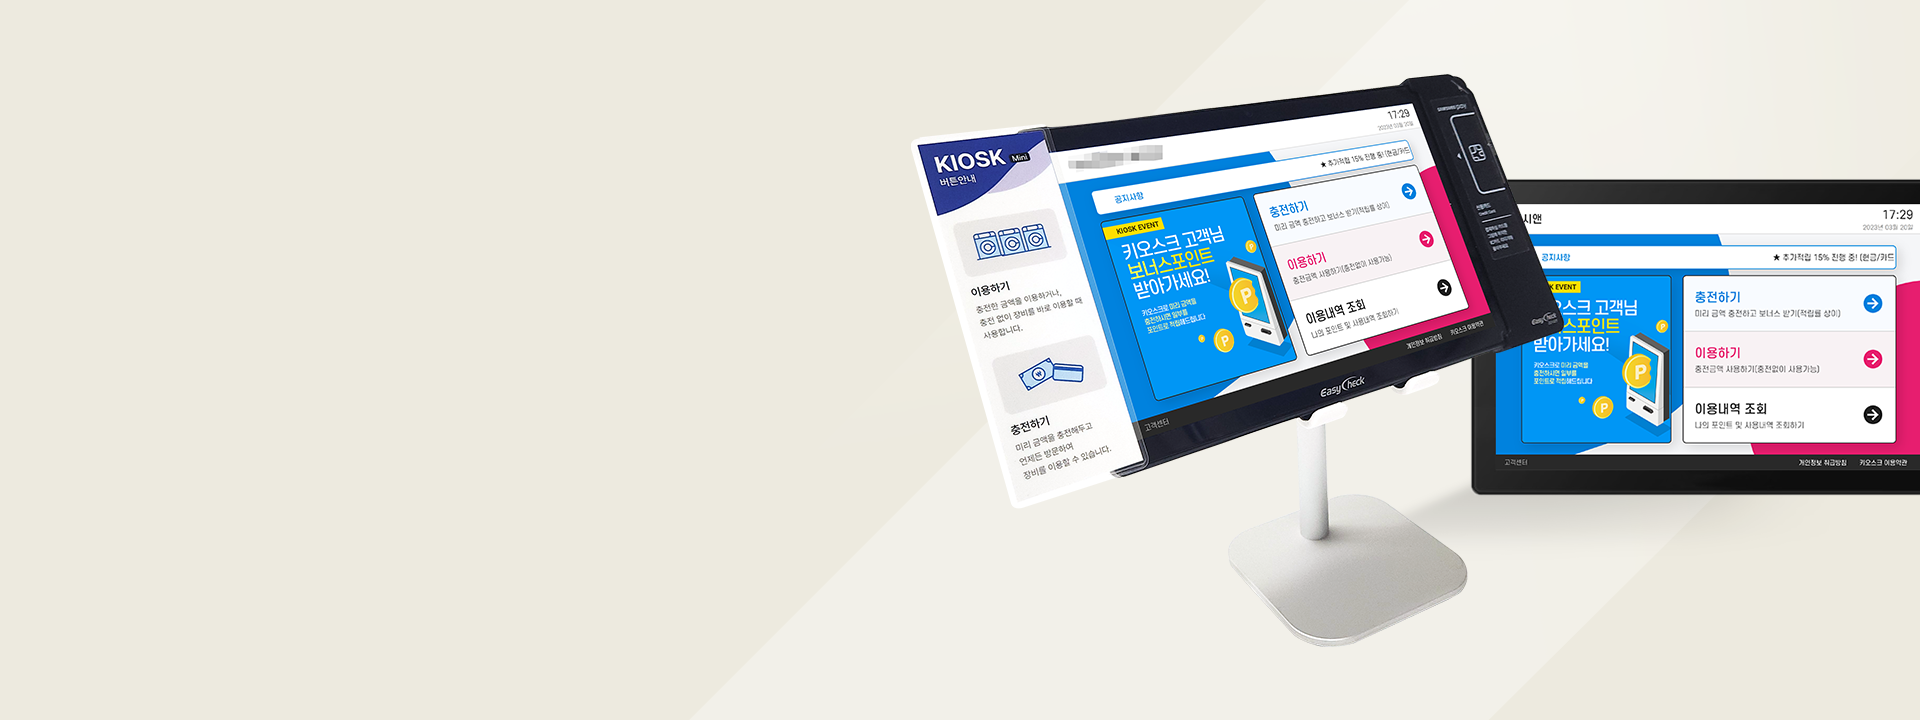 KIOSK Mini
버튼안내
이용하기
충전한 금액을 이용하거나,
충전 없이 장비를 바로 이용할 때
사용합니다.
충전하기
미리 금액을 충전해두고
언제든 방문하여
장비를 이용할 수 있습니다.
17:29
2023년 03월 20일
공지사항
★ 추가적립 15% 진행 중! (현금/카드
KIOSK EVENT
키오스크 고객님
보너스포인트
받아가세요!
키오스크로 미리 금액을
충전하시면 일부를
포인트로 적립해드립니다
충전하기
미리 금액 충전하고 보너스 받기(적립률 상이)
이용하기
충전금액 사용하기(충전없이 사용가능)
이용내역 조회
나의 포인트 및 사용내역 조회하기
고객센터
개인정보 취급방침
키오스크 이용약관
EasyCheck
EasyCheck
시앤
17:29
2023년 03월 20일
공지사항
★ 추가적립 15% 진행 중! (현금/카드
K EVENT
오스크 고객님
스포인트
받아가세요!
키오스크로 미리 금액을
충전하시면 일부를
포인트로 적립해드립니다
충전하기
미리 금액 충전하고 보너스 받기(적립률 상이)
이용하기
충전금액 사용하기(충전없이 사용가능)
이용내역 조회
나의 포인트 및 사용내역 조회하기
고객센터
개인정보 취급방침
키오스크 이용약관